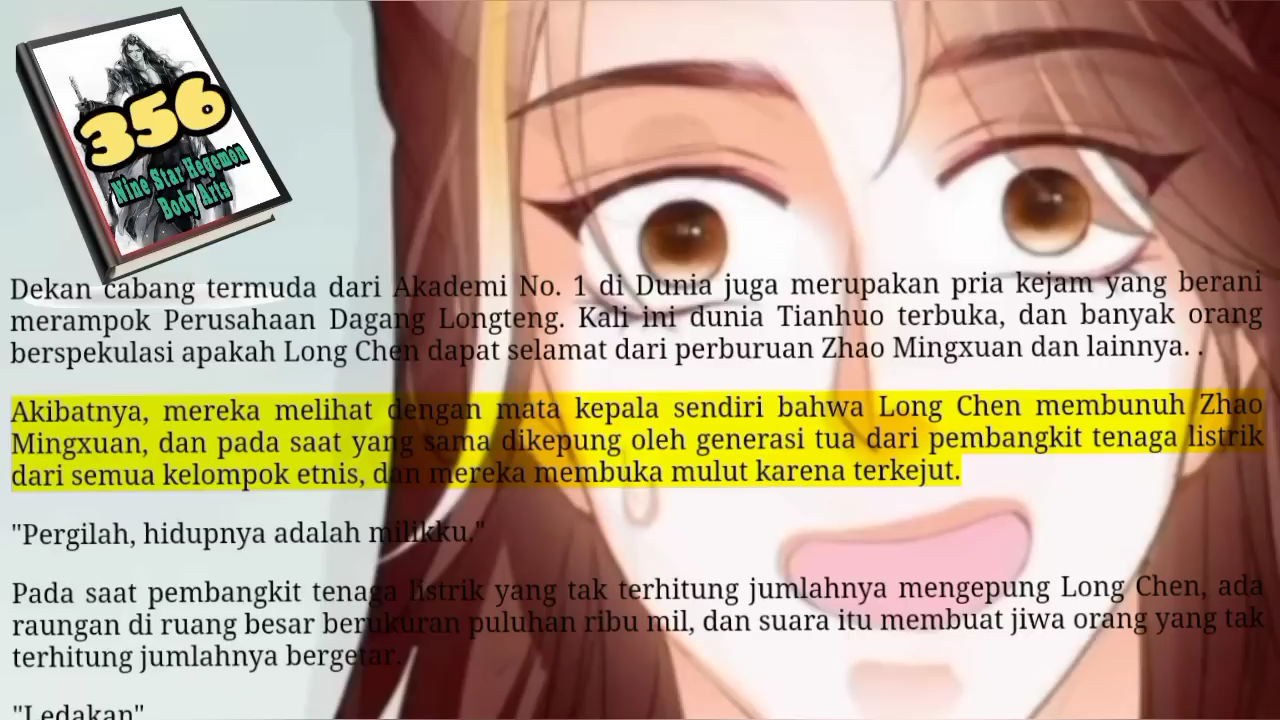 356
Nine Star Hegemon
Body Arts
Dekan cabang termuda dari Akademi No. 1 di Dunia juga merupakan pria kejam yang berani
merampok Perusahaan Dagang Longteng. Kali ini dunia Tianhuo terbuka, dan banyak orang
berspekulasi apakah Long Chen dapat selamat dari perburuan Zhao Mingxuan dan lainnya. .
Akibatnya, mereka melihat dengan mata kepala sendiri bahwa Long Chen membunuh Zhao
Mingxuan, dan pada saat yang sama dikepung oleh generasi tua dari pembangkit tenaga listrik
dari semua kelompok etnis, dan mereka membuka mulut karena terkejut.
"Pergilah, hidupnya adalah milikku."
Pada saat pembangkit tenaga listrik yang tak terhitung jumlahnya mengepung Long Chen, ada
raungan di ruang besar berukuran puluhan ribu mil, dan suara itu membuat jiwa orang yang tak
terhitung jumlahnya bergetar.
"Ledakan"